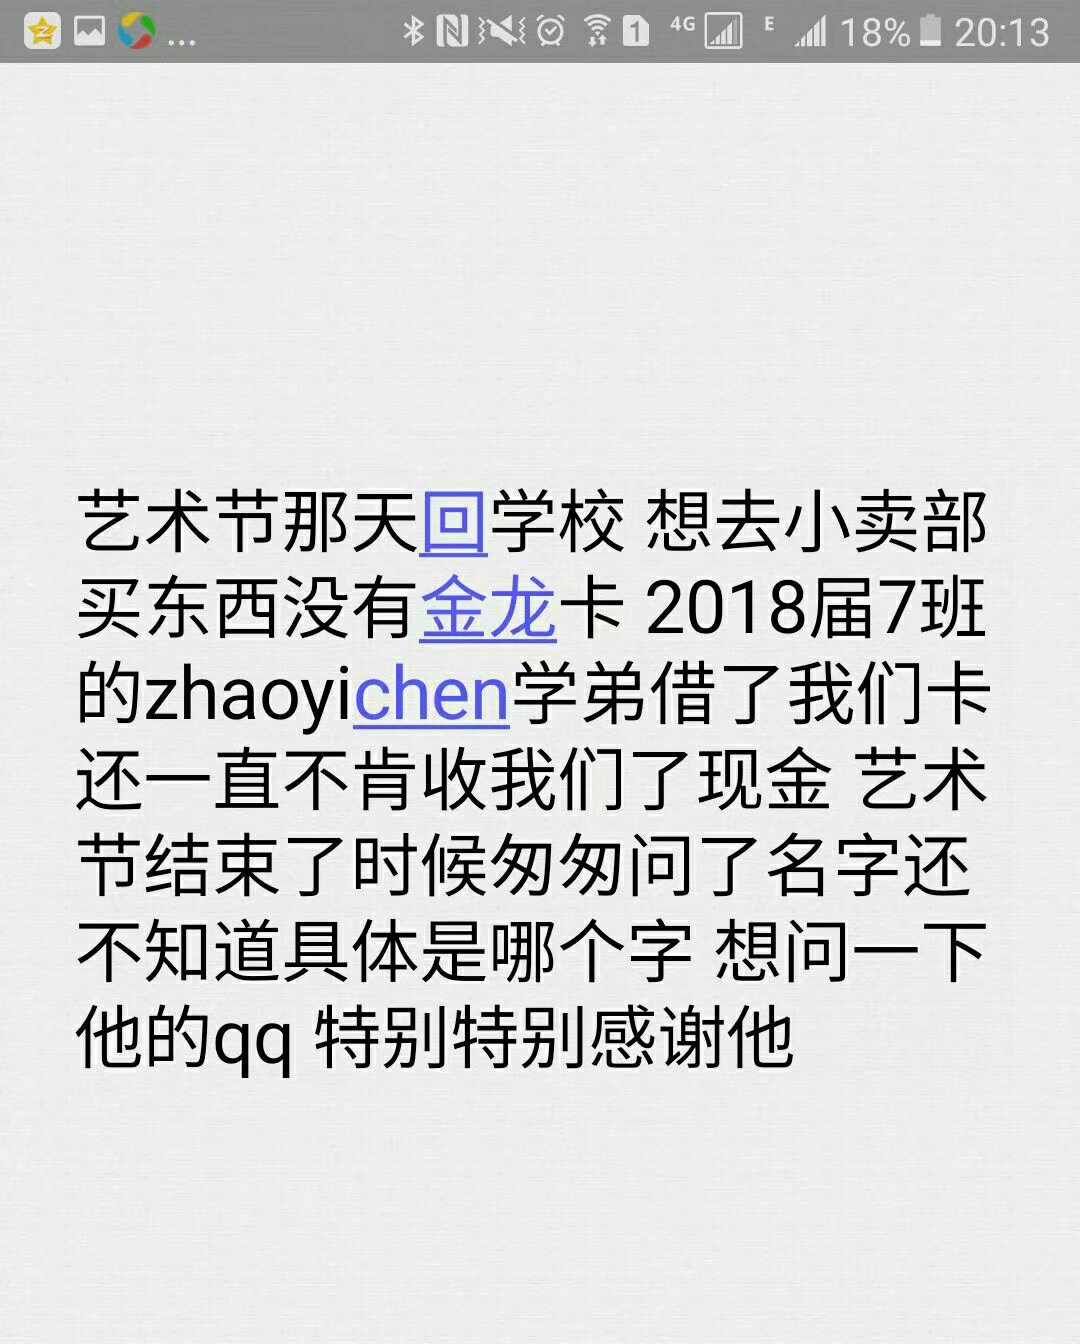 ... 1 4G E 18% 20:13
艺术节那天回学校 想去小卖部
买东西没有金龙卡 2018届7班
的zhaoyichen学弟借了我们卡
还一直不肯收我们了现金 艺术
节结束了时候匆匆问了名字还
不知道具体是哪个字 想问一下
他的qq 特别特别感谢他